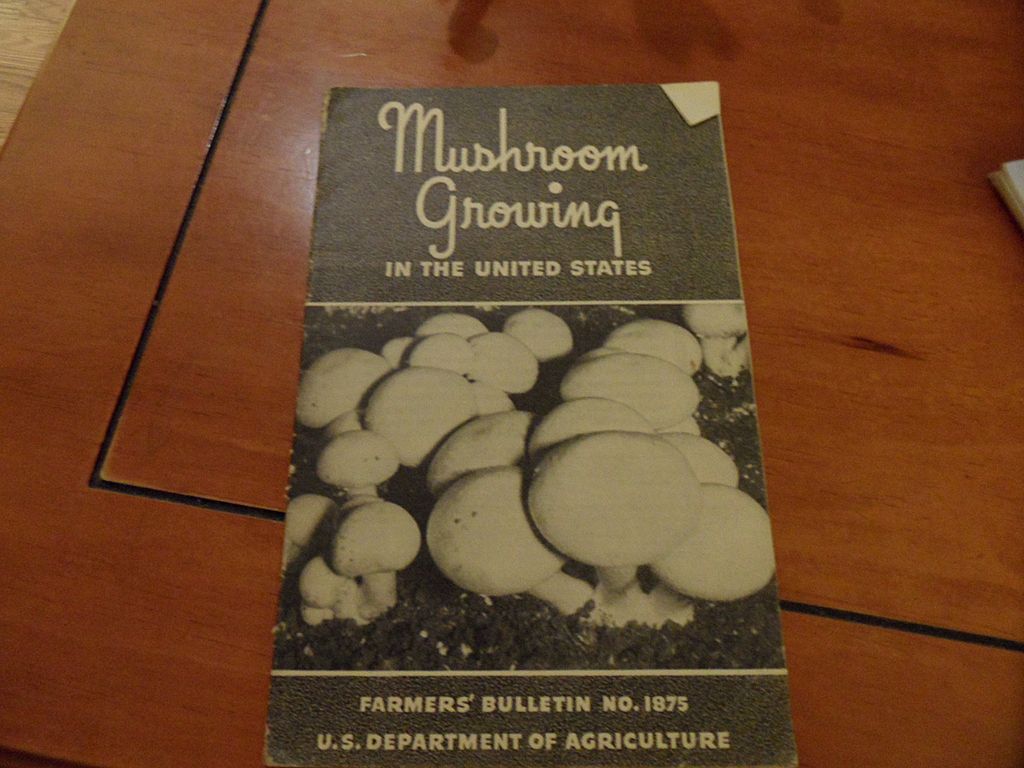 Mushroom
Growing
IN THE UNITED STATES
FARMERS' BULLETIN NO. 1875
U.S. DEPARTMENT OF AGRICULTURE